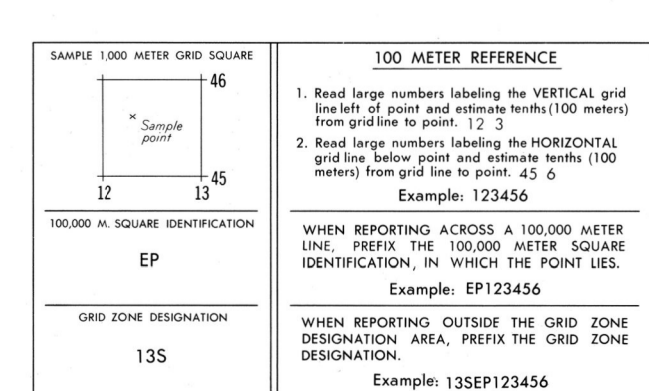 SAMPLE 1,000 METER GRID SQUARE
46
×
Sample
point
45
12
13
100,000 M. SQUARE IDENTIFICATION
EP
GRID ZONE DESIGNATION
13S
100 METER REFERENCE
1. Read large numbers labeling the VERTICAL grid
line left of point and estimate tenths (100 meters)
from grid line to point. 12 3
2. Read large numbers labeling the HORIZONTAL
grid line below point and estimate tenths (100
meters) from grid line to point. 45 6
Example: 123456
WHEN REPORTING ACROSS A 100,000 METER
LINE, PREFIX THE 100,000 METER SQUARE
IDENTIFICATION, IN WHICH THE POINT LIES.
Example: EP123456
WHEN REPORTING OUTSIDE THE GRID ZONE
DESIGNATION AREA, PREFIX THE GRID ZONE
DESIGNATION.
Example: 13SEP123456